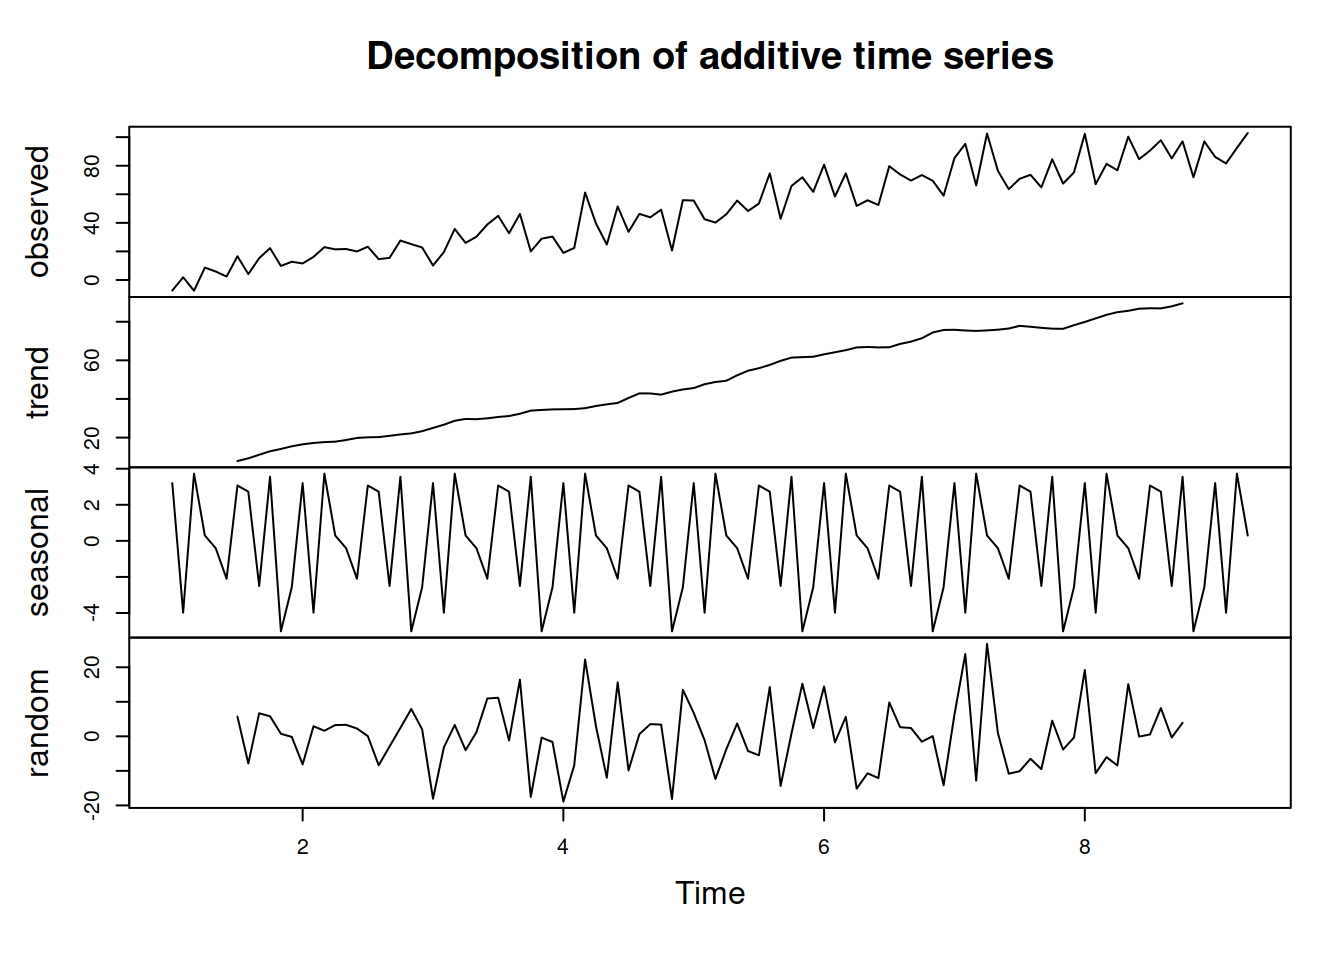 Decomposition of additive time series
observed
0 40 80
trend
20 60
seasonal
-4 0 2 4
random
-20 0 20
2 4 6 8
Time